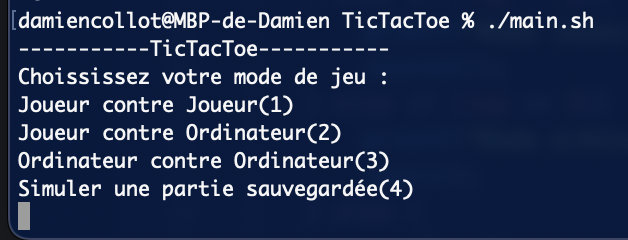 [damiencollot@MBP-de-Damien TicTacToe % ./main.sh
-----------TicTacToe-----------
Choississez votre mode de jeu :
Joueur contre Joueur(1)
Joueur contre Ordinateur(2)
Ordinateur contre Ordinateur(3)
Simuler une partie sauvegardée(4)